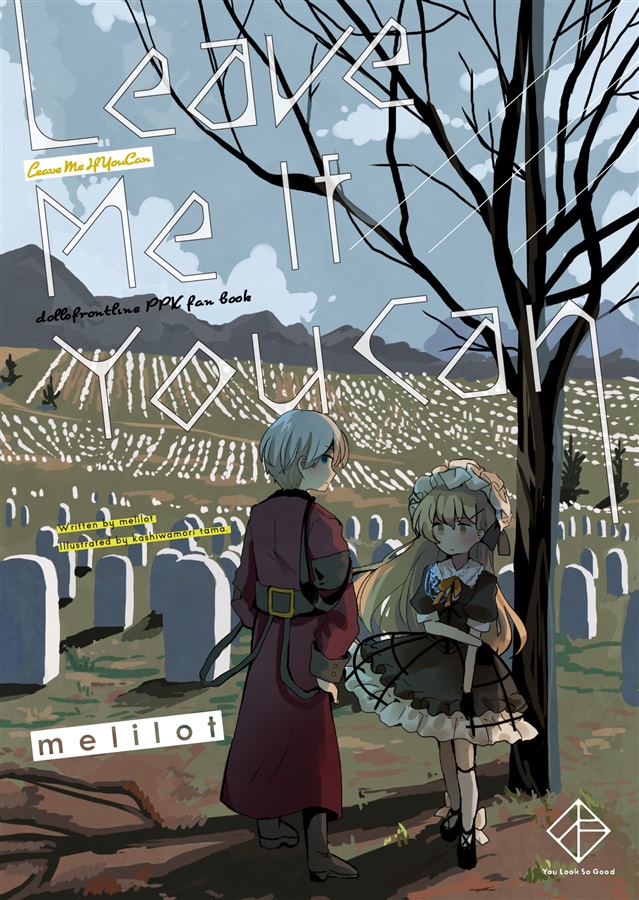 Leave
Leave Me If You Can
Me If
dollsfrontline PPK fan book
You Can
Written by melilot
Illustrated by kashiwamori tama.
melilot
You Look So Good